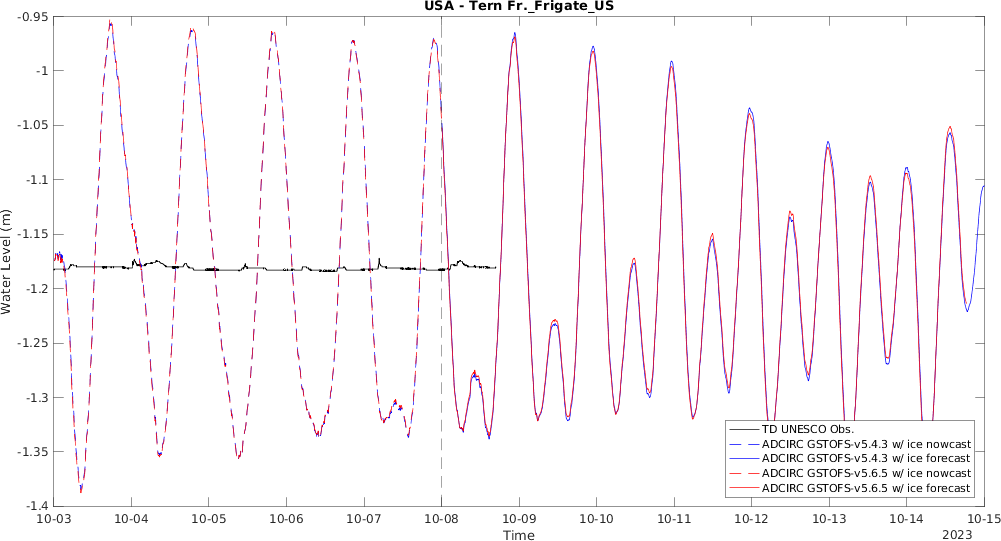 USA - Tern Fr._Frigate_US
Water Level (m)
-0.95
-1
-1.05
-1.1
-1.15
-1.2
-1.25
-1.3
-1.35
-1.4
TD UNESCO Obs.
ADCIRC GSTOFS-v5.4.3 w/ ice nowcast
ADCIRC GSTOFS-v5.4.3 w/ ice forecast
ADCIRC GSTOFS-v5.6.5 w/ ice nowcast
ADCIRC GSTOFS-v5.6.5 w/ ice forecast
10-03 10-04 10-05 10-06 10-07 10-08 10-09 10-10 10-11 10-12 10-13 10-14 10-15
Time
2023